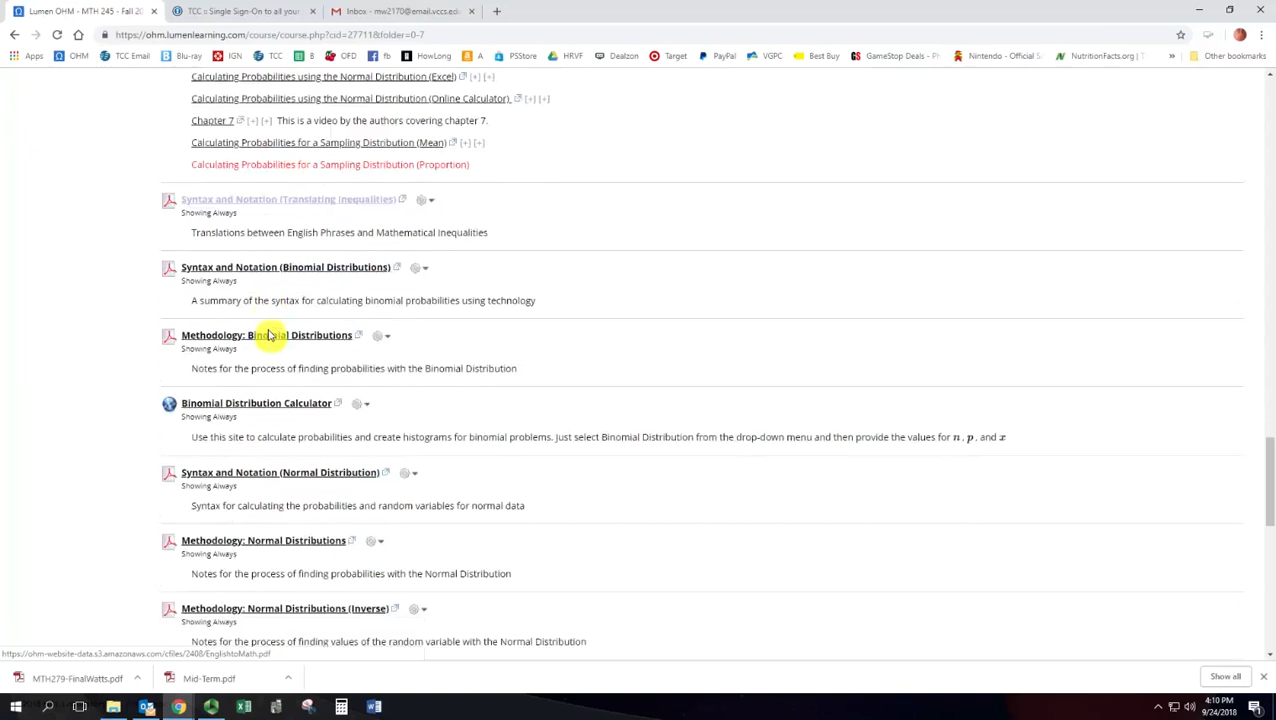 Lumen OHM - MTH 245 - Fall 20
TCC :: Single Sign-On to all your
Inbox - mw2170@email.vccs.ed
https://ohm.lumenlearning.com/course/course.php?cid=27711&folder=0-7
Apps OHM TCC Email Blu-ray IGN TCC B OFD fb HowLong A PSStore HRVF Dealzon Target PayPal VGPC Best Buy GameStop Deals - Nintendo - Official NutritionFacts.org | » Other bookmarks
Calculating Probabilities using the Normal Distribution (Excel) [+] [+]
Calculating Probabilities using the Normal Distribution (Online Calculator) [+] [+]
Chapter 7 [+] [+] This is a video by the authors covering chapter 7.
Calculating Probabilities for a Sampling Distribution (Mean) [+] [+]
Calculating Probabilities for a Sampling Distribution (Proportion)
Syntax and Notation (Translating Inequalities)
Showing Always
Translations between English Phrases and Mathematical Inequalities
Syntax and Notation (Binomial Distributions)
Showing Always
A summary of the syntax for calculating binomial probabilities using technology
Methodology: Binomial Distributions
Showing Always
Notes for the process of finding probabilities with the Binomial Distribution
Binomial Distribution Calculator
Showing Always
Use this site to calculate probabilities and create histograms for binomial problems. Just select Binomial Distribution from the drop-down menu and then provide the values for n, p, and x
Syntax and Notation (Normal Distribution)
Showing Always
Syntax for calculating the probabilities and random variables for normal data
Methodology: Normal Distributions
Showing Always
Notes for the process of finding probabilities with the Normal Distribution
Methodology: Normal Distributions (Inverse)
Showing Always
Notes for the process of finding values of the random variable with the Normal Distribution
https://ohm-website-data.s3.amazonaws.com/cfiles/2408/EnglishtoMath.pdf
MTH279-FinalWatts.pdf
Mid-Term.pdf
Show all
4:10 PM
9/24/2018